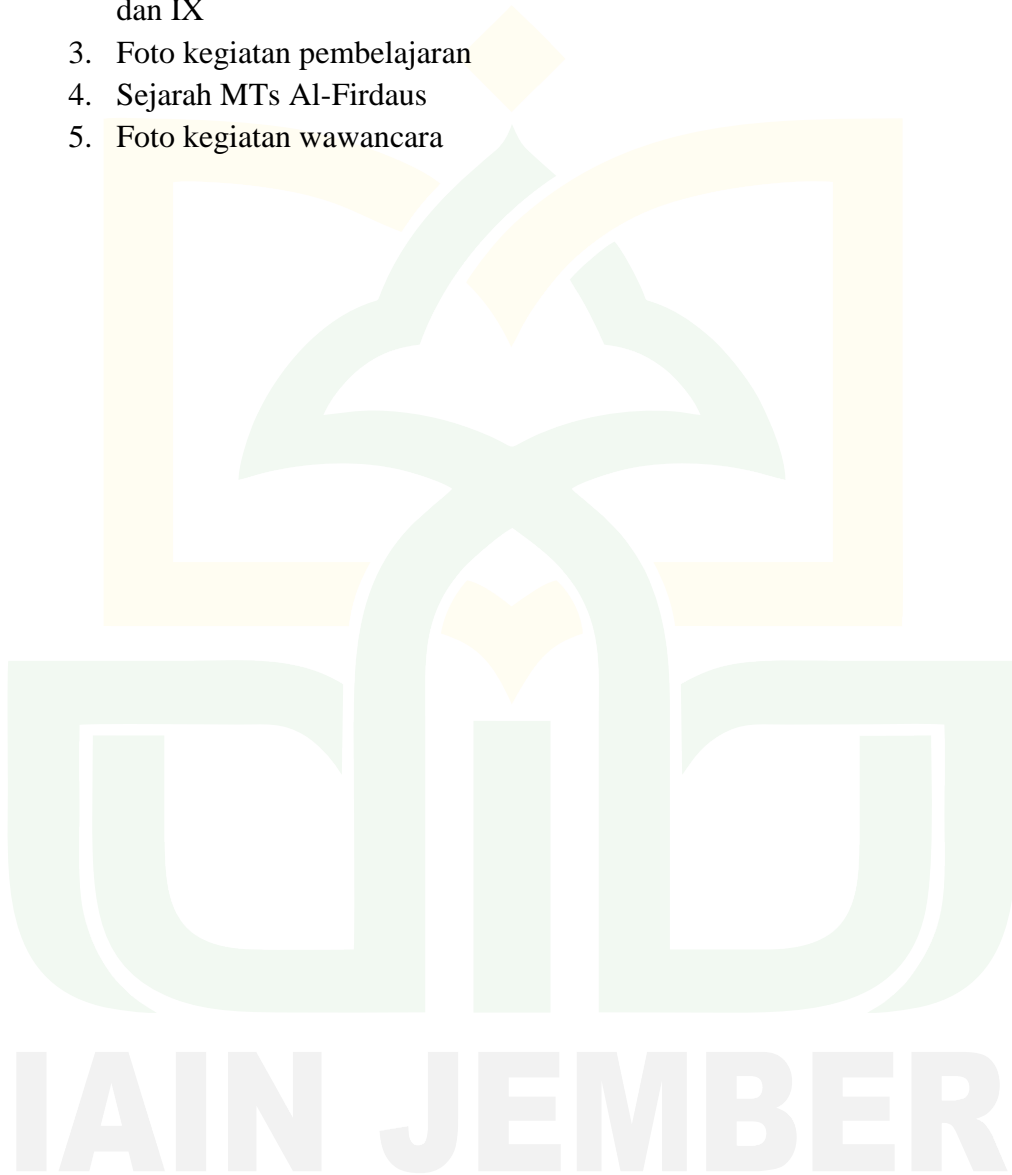 dan IX
3. Foto kegiatan pembelajaran
4. Sejarah MTs Al-Firdaus
5. Foto kegiatan wawancara
IAIN JEMBER